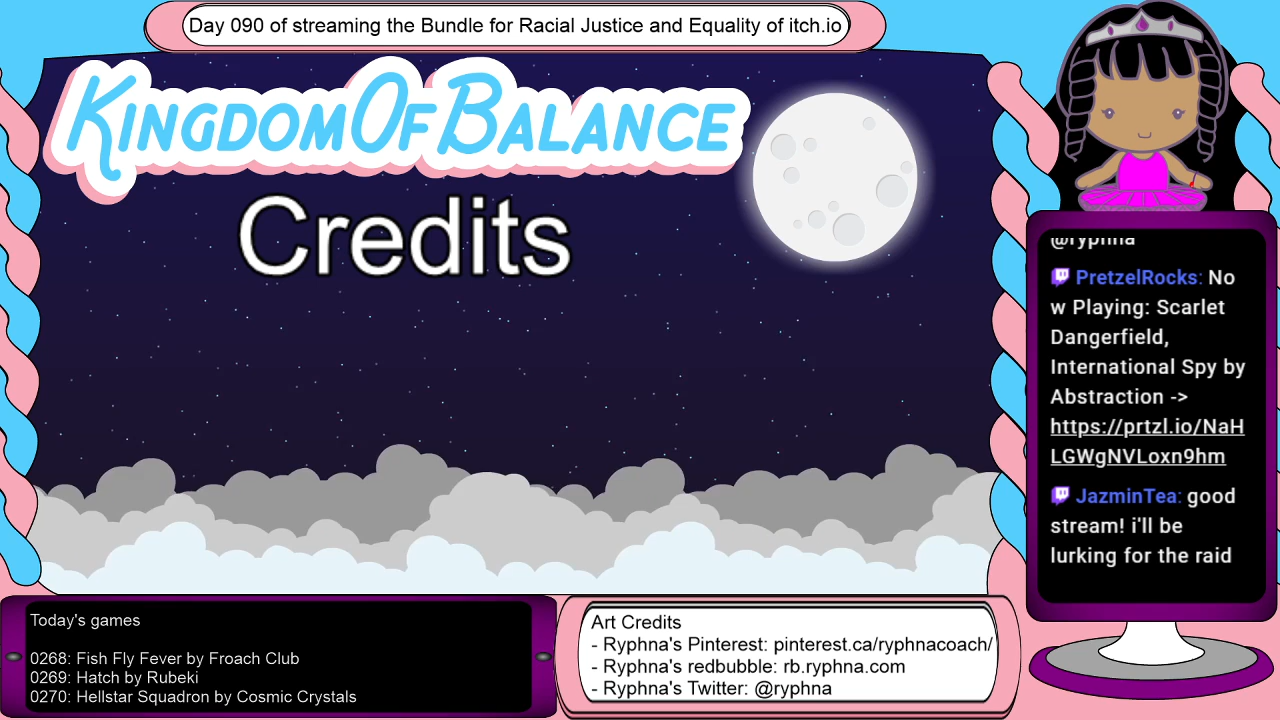 Day 090 of streaming the Bundle for Racial Justice and Equality of itch.io
KingdomOfBalance
Credits
@ryphna
PretzelRocks: No
w Playing: Scarlet
Dangerfield,
International Spy by
Abstraction ->
https://prtzl.io/NaH
LGWgNVLoxn9hm
JazminTea: good
stream! i'll be
lurking for the raid
Today's games
0268: Fish Fly Fever by Froach Club
0269: Hatch by Rubeki
0270: Hellstar Squadron by Cosmic Crystals
Art Credits
- Ryphna's Pinterest: pinterest.ca/ryphnacoach/
- Ryphna's redbubble: rb.ryphna.com
- Ryphna's Twitter: @ryphna